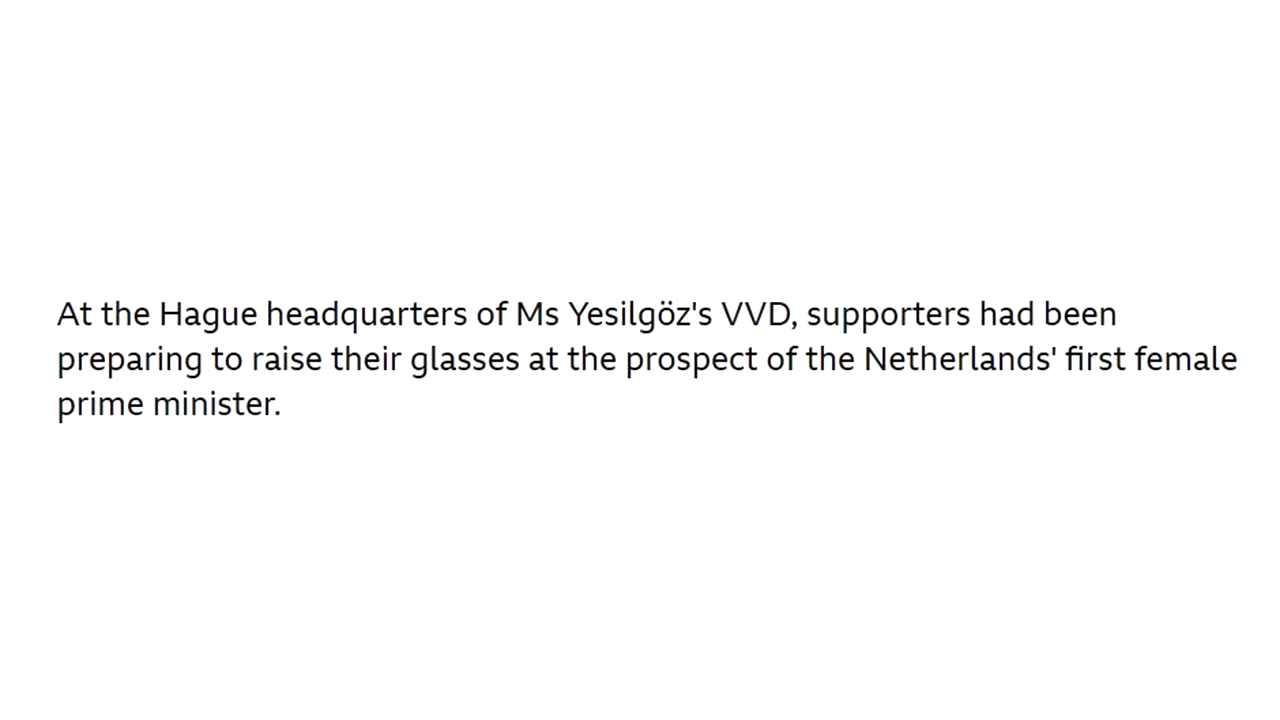 At the Hague headquarters of Ms Yesilgöz's VVD, supporters had been
preparing to raise their glasses at the prospect of the Netherlands' first female
prime minister.